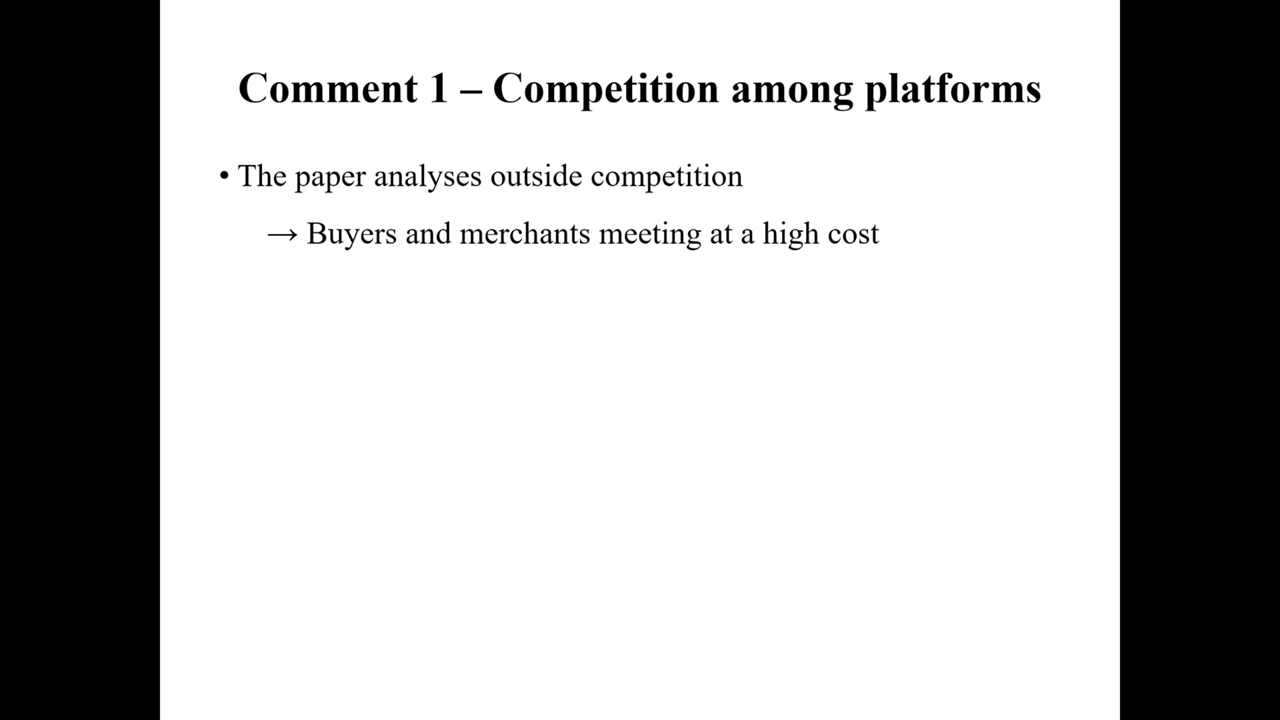 Comment 1 – Competition among platforms
• The paper analyses outside competition
→ Buyers and merchants meeting at a high cost